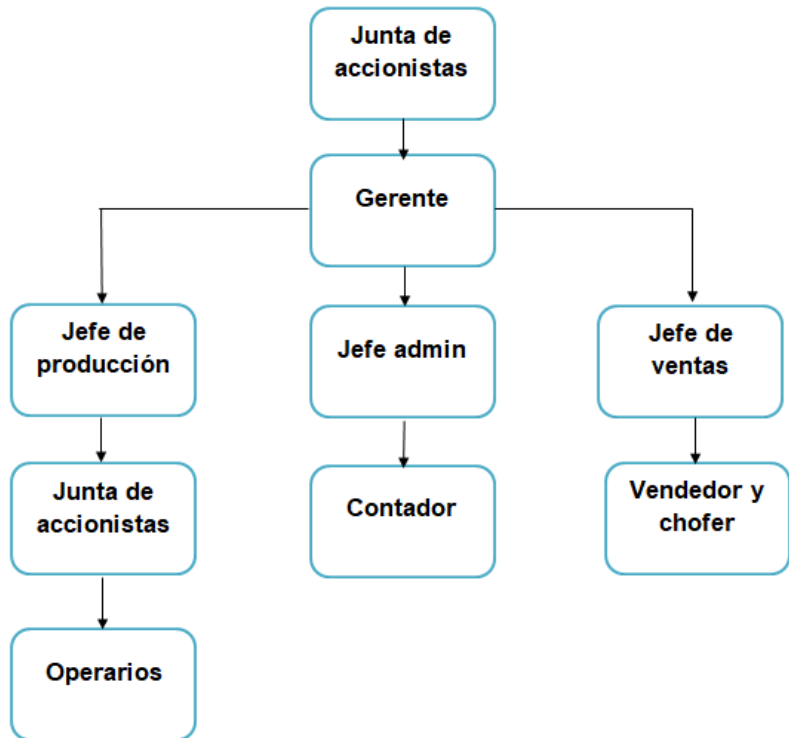 Junta de
accionistas
Gerente
Jefe de
producción
Jefe admin
Jefe de
ventas
Junta de
accionistas
Contador
Vendedor y
chofer
Operarios